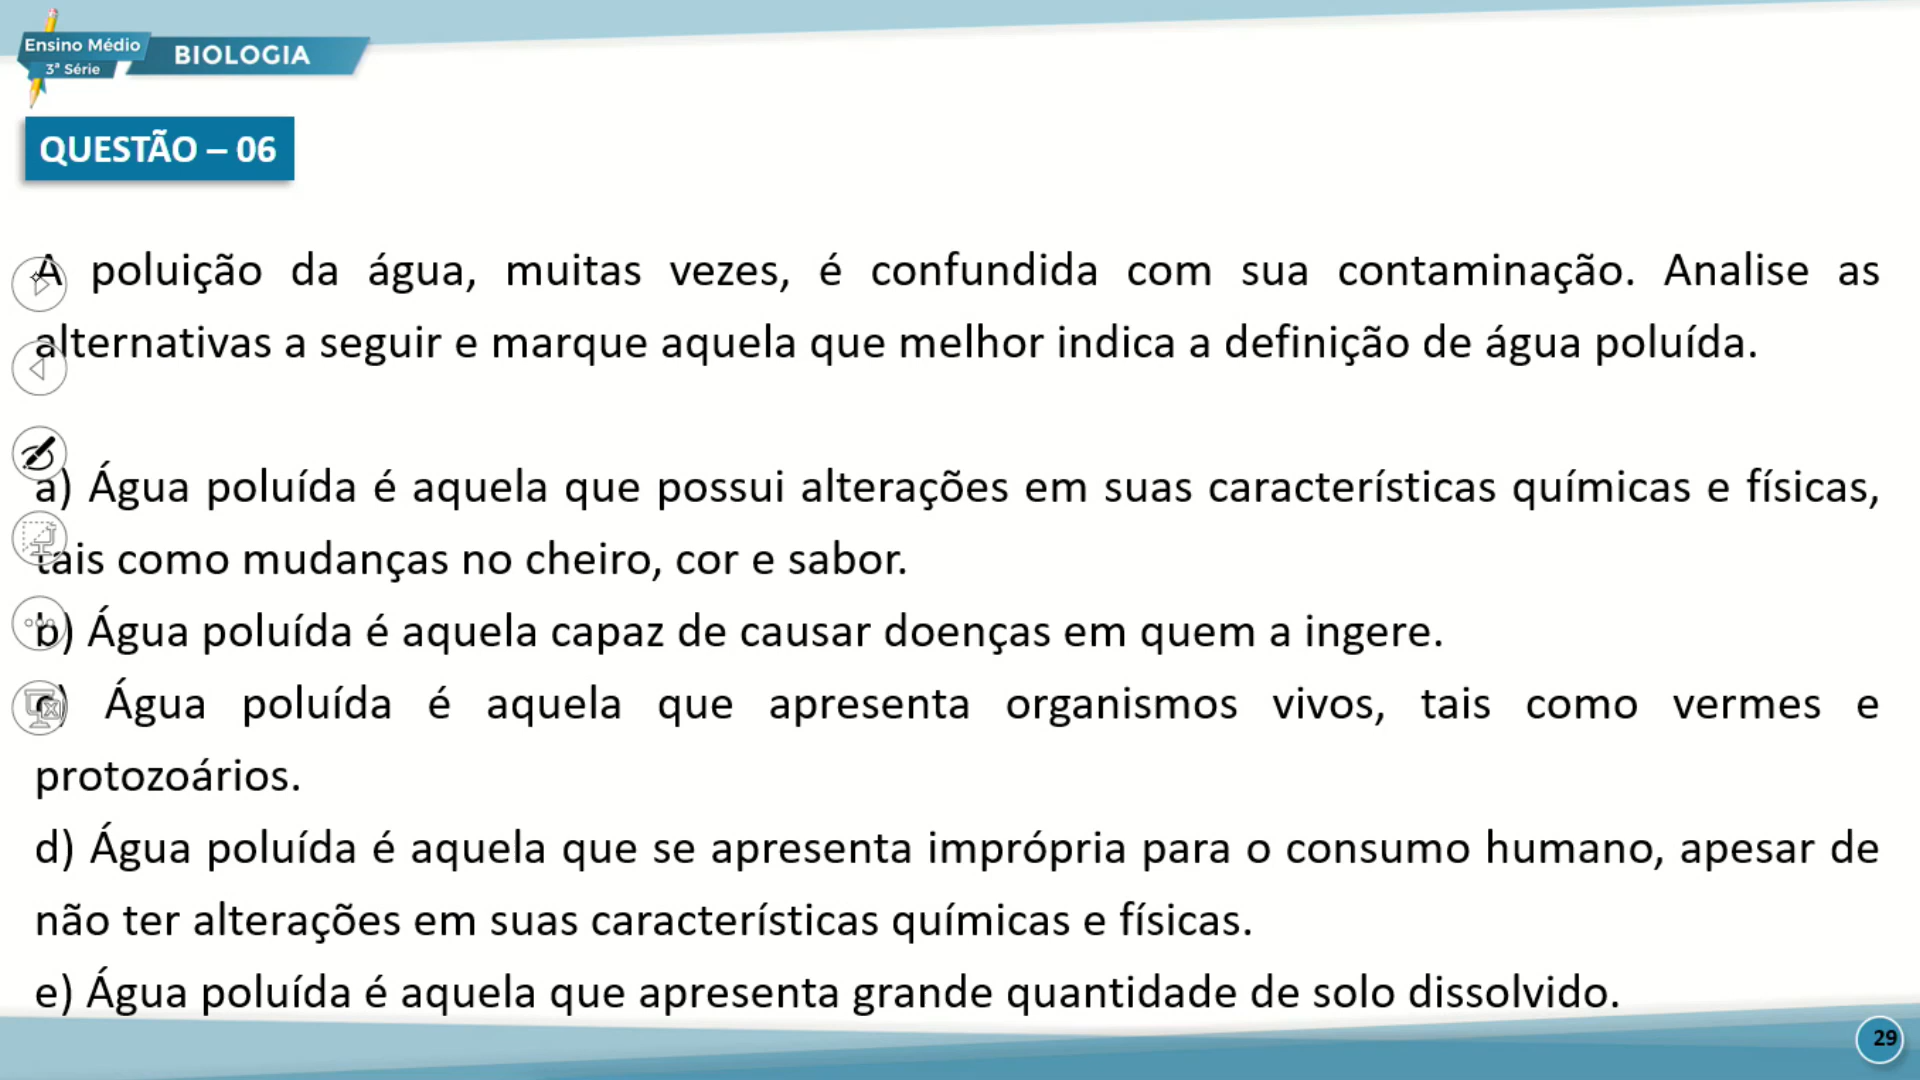 Ensino Médio
3ª Série
BIOLOGIA
QUESTÃO – 06
A poluição da água, muitas vezes, é confundida com sua contaminação. Analise as
alternativas a seguir e marque aquela que melhor indica a definição de água poluída.
a) Água poluída é aquela que possui alterações em suas características químicas e físicas,
tais como mudanças no cheiro, cor e sabor.
b) Água poluída é aquela capaz de causar doenças em quem a ingere.
c) Água poluída é aquela que apresenta organismos vivos, tais como vermes e
protozoários.
d) Água poluída é aquela que se apresenta imprópria para o consumo humano, apesar de
não ter alterações em suas características químicas e físicas.
e) Água poluída é aquela que apresenta grande quantidade de solo dissolvido.
29